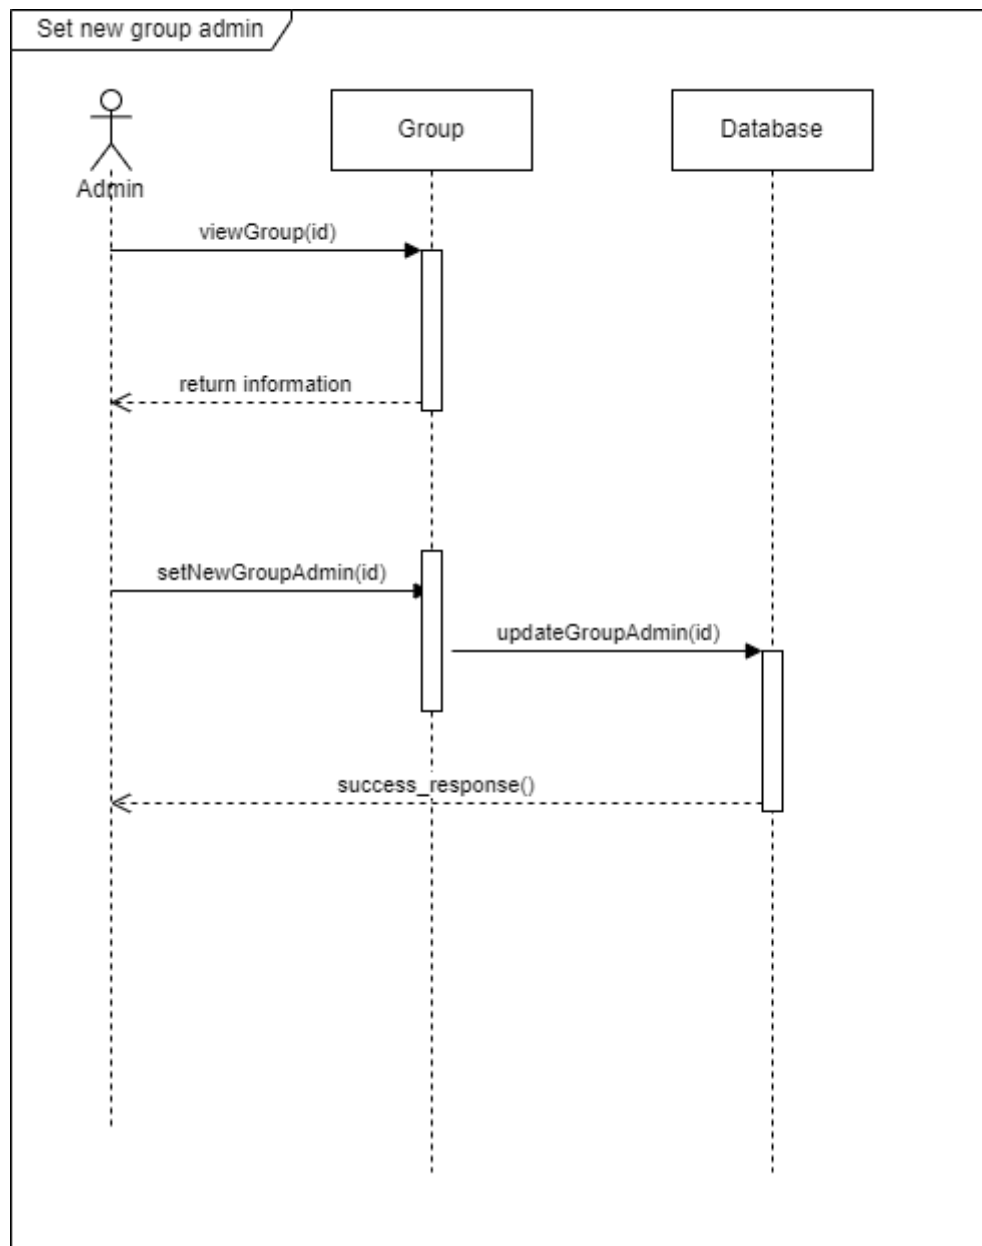 Set new group admin
Admin
Group
Database
viewGroup(id)
return information
setNewGroupAdmin(id)
updateGroupAdmin(id)
success_response()